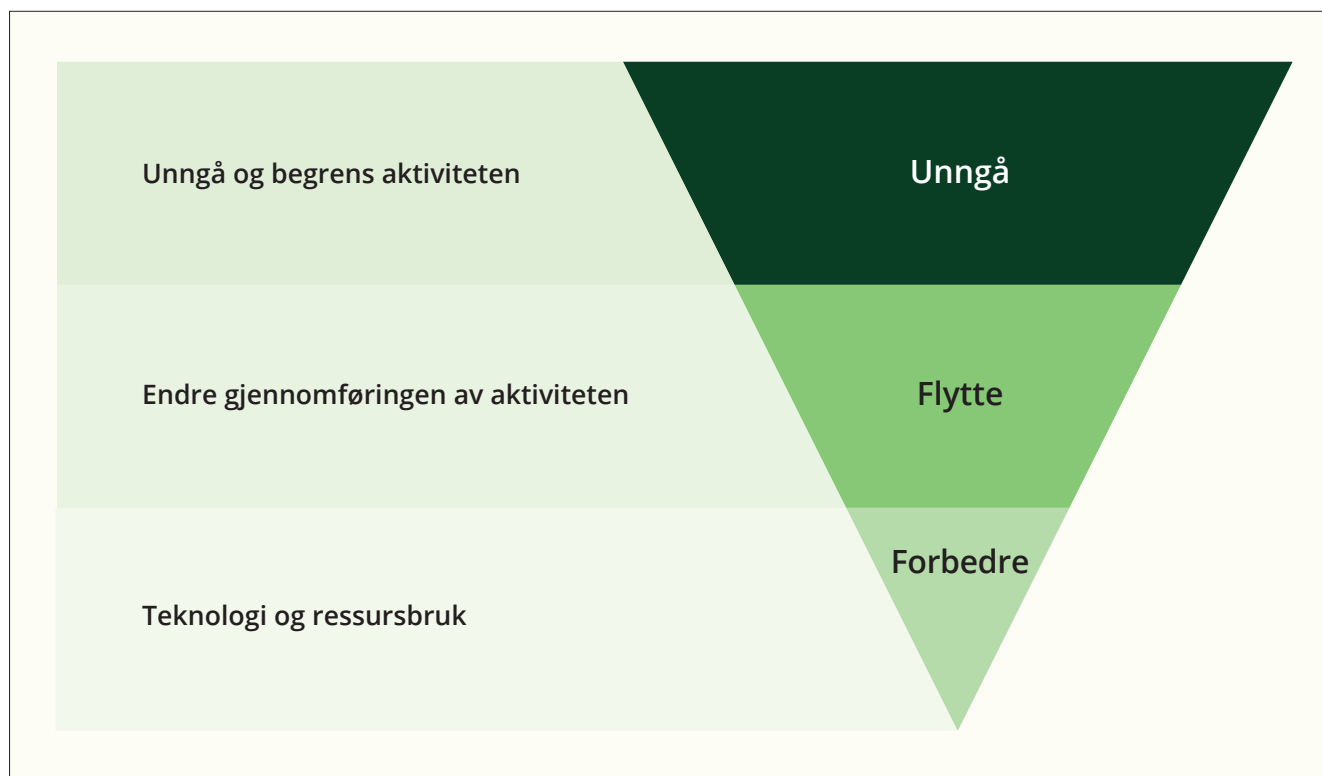 Unngå og begrens aktiviteten
Unngå
Endre gjennomføringen av aktiviteten
Flytte
Forbedre
Teknologi og ressursbruk